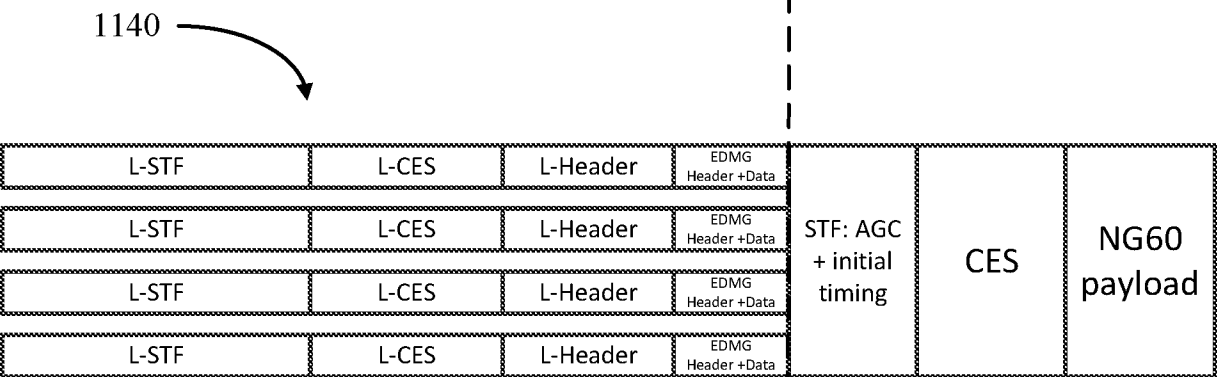 1140
L-STF L-CES L-Header EDMG
Header +Data
L-STF L-CES L-Header EDMG
Header +Data
L-STF L-CES L-Header EDMG
Header +Data
L-STF L-CES L-Header EDMG
Header +Data
STF: AGC
+ initial
timing
CES
NG60
payload